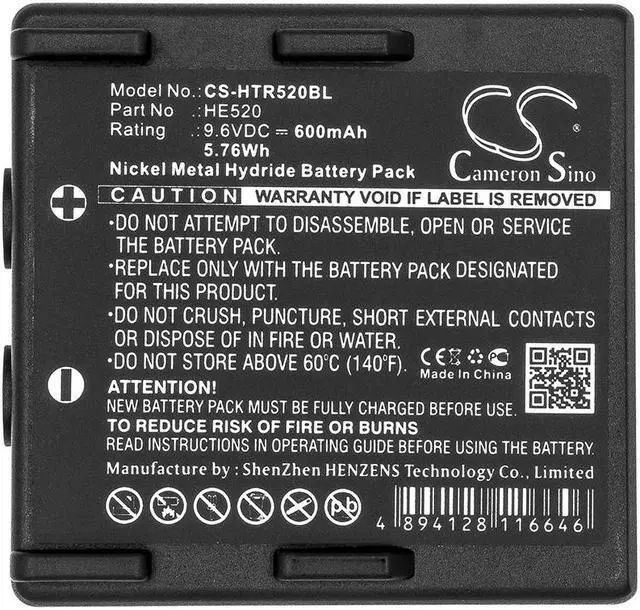 Model No.: CS-HTR520BL
Part No .: HE520
Rating .: 9.6VDC ⎓ 600mAh
5.76Wh
Nickel Metal Hydride Battery Pack
CS
®
Cameron Sino
CAUTION WARRANTY VOID IF LABEL IS REMOVED
•DO NOT ATTEMPT TO DISASSEMBLE, OPEN OR SERVICE
THE BATTERY PACK.
•REPLACE ONLY WITH THE BATTERY PACK DESIGNATED
FOR THIS PRODUCT.
•DO NOT CRUSH, PUNCTURE, SHORT EXTERNAL CONTACTS
OR DISPOSE OF IN FIRE OR WATER.
•DO NOT STORE ABOVE 60°C (140°F).
CE
Made In China
ATTENTION!
NEW BATTERY PACK MUST BE FULLY CHARGED BEFORE USE.
TO REDUCE RISK OF FIRE OR BURNS
READ INSTRUCTIONS IN OPERATING GUIDE BEFORE USING THE BATTERY.
Manufacture by : ShenZhen HENZENS Technology Co., Limited
Pb
4 894128 116646